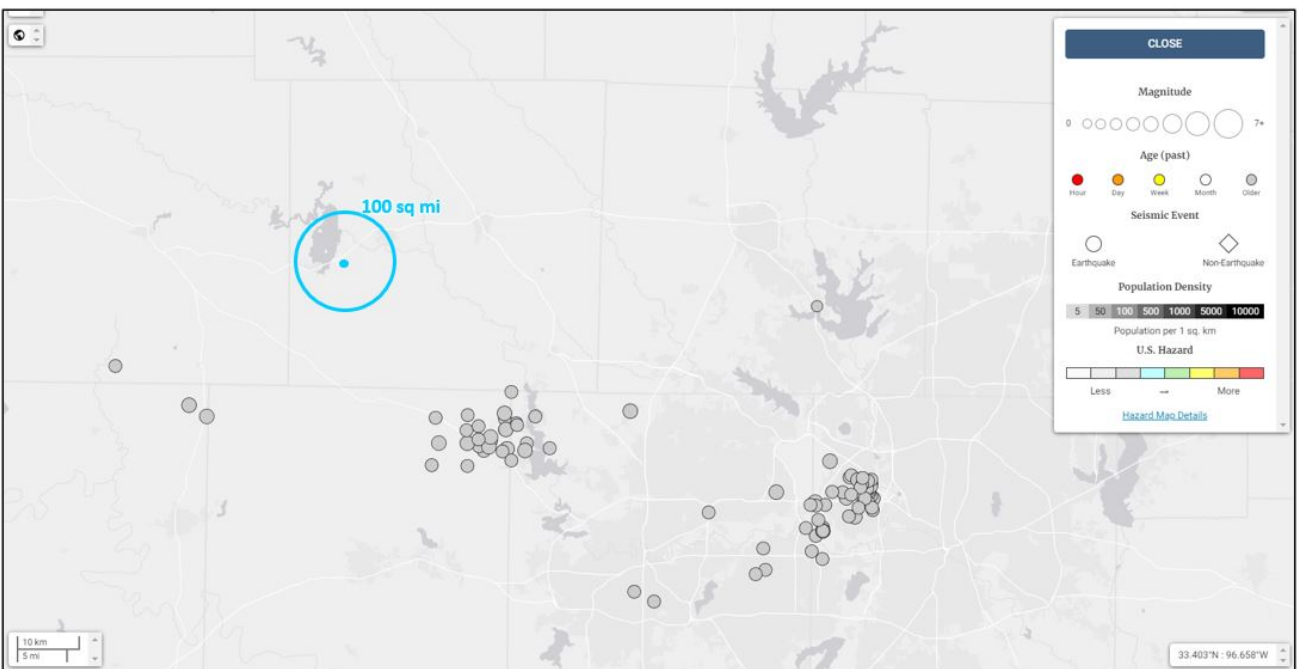 CLOSE
Magnitude
0 7+
Age (past)
Hour Day Week Month Older
Seismic Event
Earthquake Non-Earthquake
Population Density
5 50 100 500 1000 5000 10000
Population per 1 sq. km
U.S. Hazard
Less → More
Hazard Map Details
100 sq mi
10 km
5 mi
33.403°N : 96.658°W